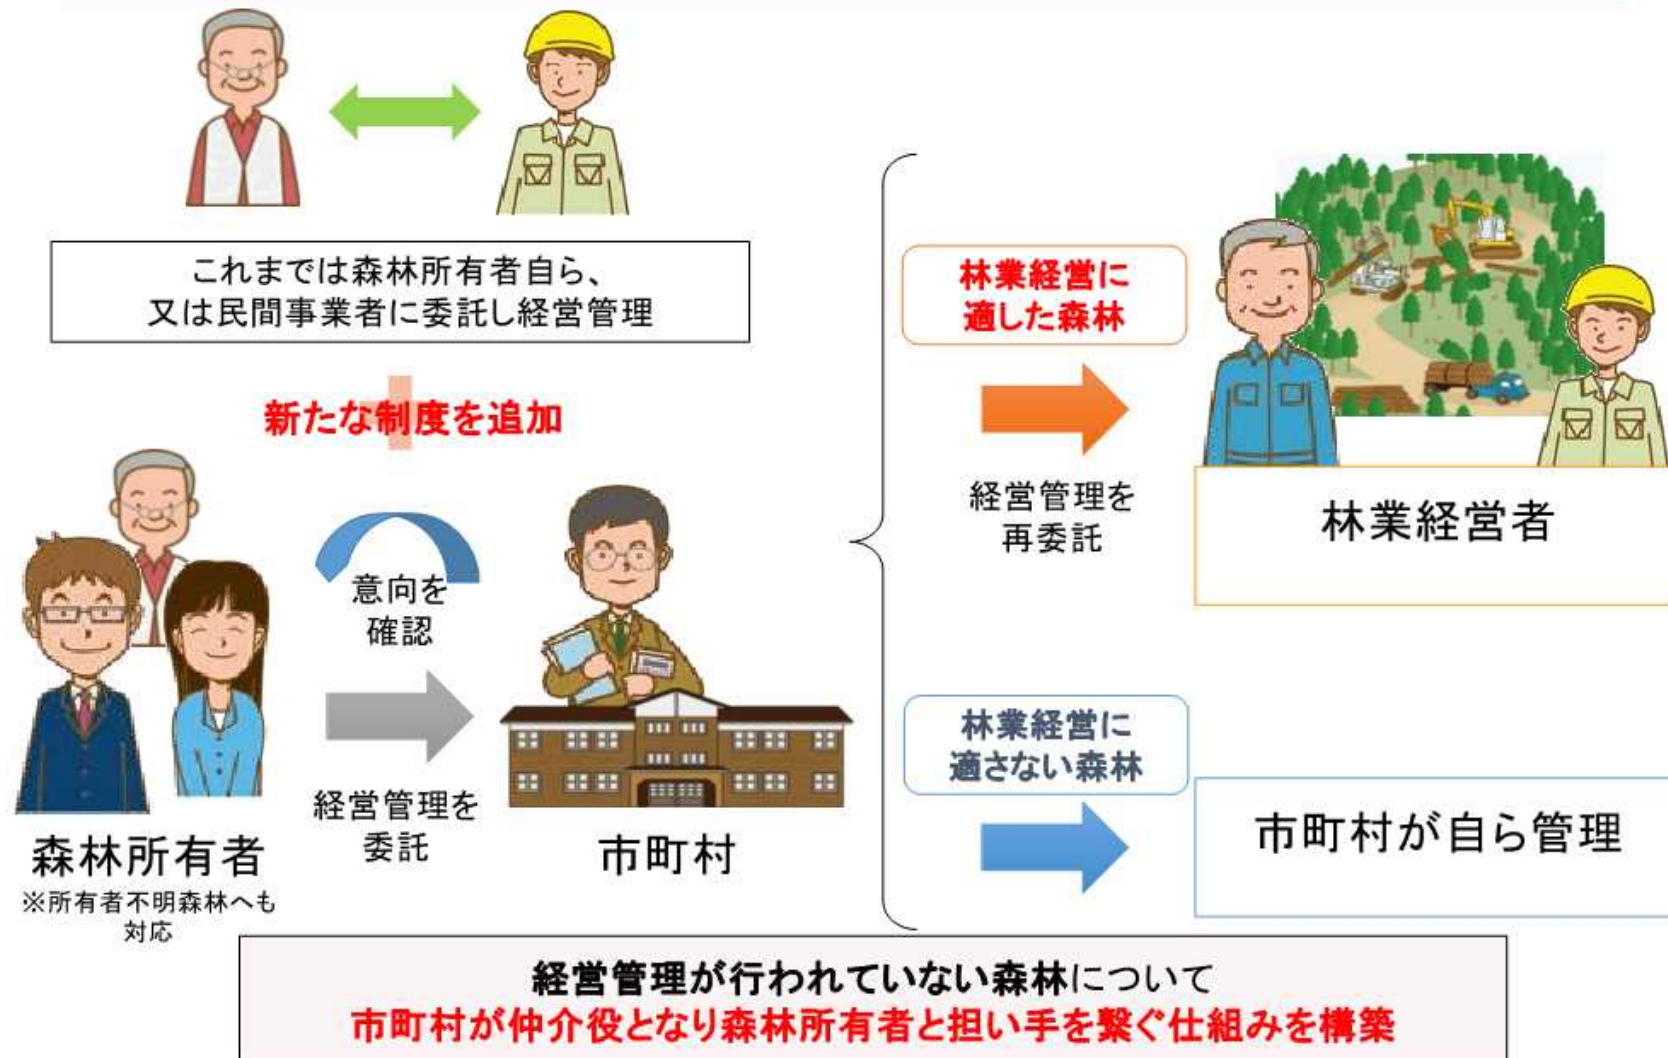 これまでは森林所有者自ら、
又は民間事業者に委託し経営管理
新たな制度を追加
意向を
確認
経営管理を
委託
森林所有者
※所有者不明森林へも
対応
市町村
林業経営に
適した森林
経営管理を
再委託
林業経営者
林業経営に
適さない森林
市町村が自ら管理
経営管理が行われていない森林について
市町村が仲介役となり森林所有者と担い手を繋ぐ仕組みを構築